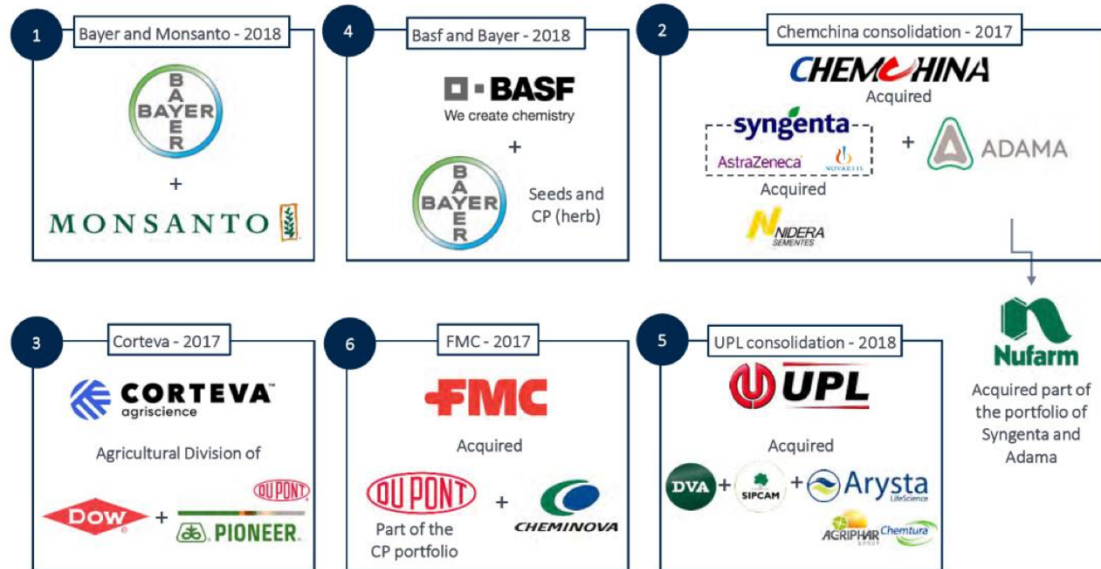 1
Bayer and Monsanto - 2018
BAYER
BAYER
+
MONSANTO
4
Basf and Bayer - 2018
BASF
We create chemistry
+
BAYER
BAYER
Seeds and
CP (herb)
2
Chemchina consolidation - 2017
CHEMCHINA
Acquired
syngenta
AstraZeneca
NOVARTIS
+
ADAMA
Acquired
NIDERA
SEMENTES
Nufarm
Acquired part of
the portfolio of
Syngenta and
Adama
3
Corteva - 2017
CORTEVA™
agriscience
Agricultural Division of
DOW®
+
DUPONT®
PIONEER®
6
FMC - 2017
FMC
Acquired
DUPONT®
Part of the
CP portfolio
+
CHEMINOVA
5
UPL consolidation - 2018
UPL
Acquired
DVA
+
SIPCAM
+
Arysta
LifeScience
AGRIPHAR
GROUP
Chemtura